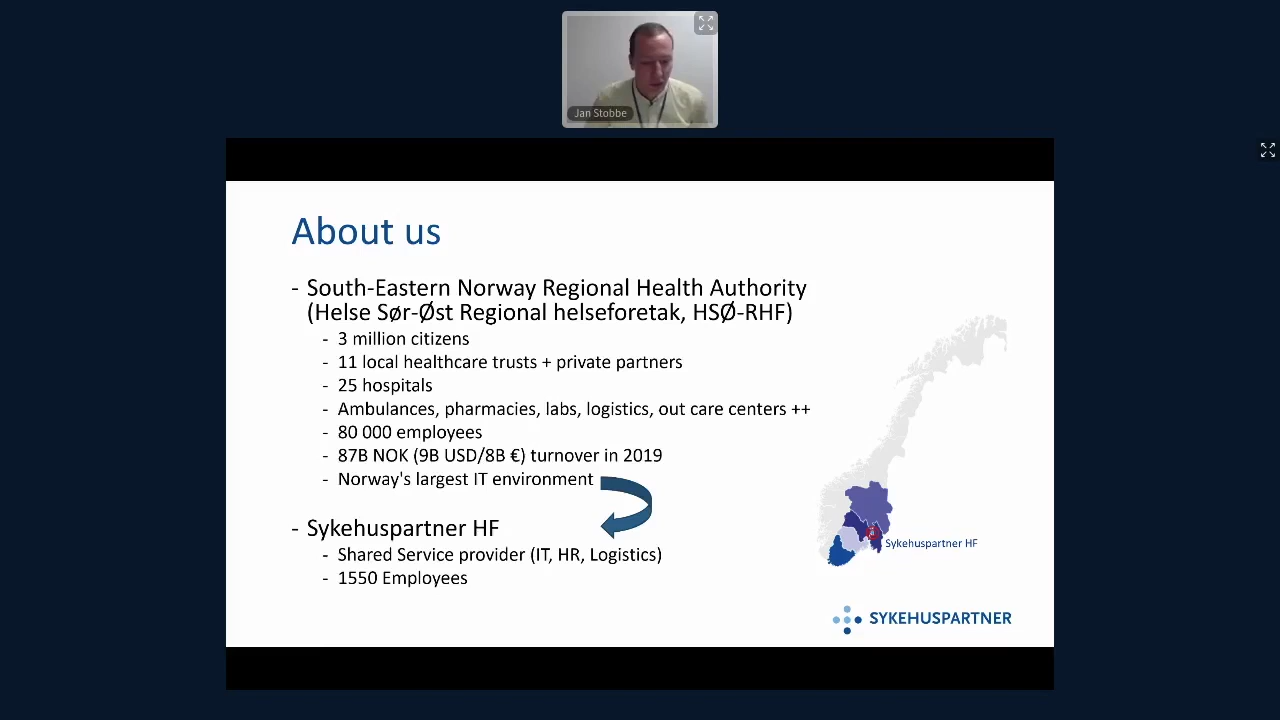 Jan Stobbe
About us
- South-Eastern Norway Regional Health Authority
(Helse Sør-Øst Regional helseforetak, HSØ-RHF)
- 3 million citizens
- 11 local healthcare trusts + private partners
- 25 hospitals
- Ambulances, pharmacies, labs, logistics, out care centers ++
- 80 000 employees
- 87B NOK (9B USD/8B €) turnover in 2019
- Norway's largest IT environment
- Sykehuspartner HF
- Shared Service provider (IT, HR, Logistics)
- 1550 Employees
Sykehuspartner HF
SYKEHUSPARTNER